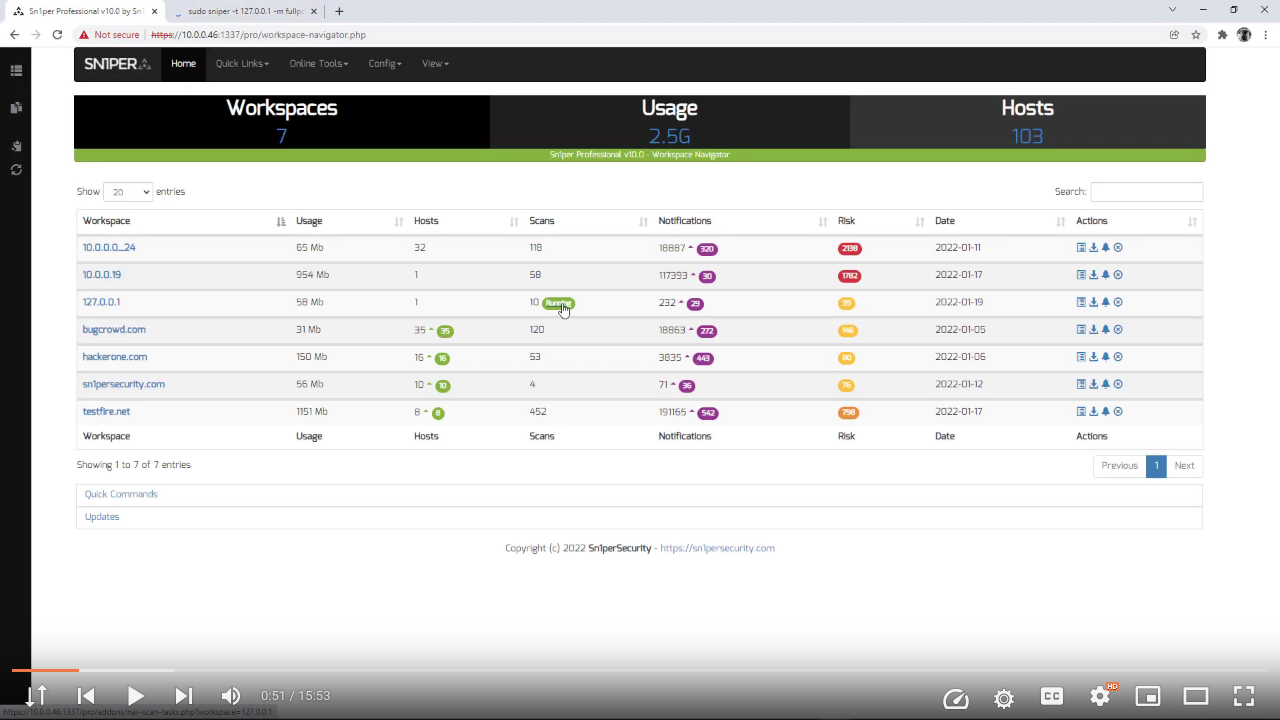 Sn1per Professional v10.0 by Sn1
sudo sniper -t 127.0.0.1 -m fullpo
Not secure
https://10.0.0.46:1337/pro/workspace-navigator.php
SN1PER
Home
Quick Links
Online Tools
Config
View
Workspaces
Usage
Hosts
7
2.5G
103
Sn1per Professional v10.0 - Workspace Navigator
Show 20 entries
Search:
Workspace Usage Hosts Scans Notifications Risk Date Actions
10.0.0.0_24 65 Mb 32 118 18887 320 2138 2022-01-11
10.0.0.19 954 Mb 1 58 117393 30 1782 2022-01-17
127.0.0.1 58 Mb 1 10 Running 232 29 2022-01-19
bugcrowd.com 31 Mb 35 35 120 18863 272 146 2022-01-05
hackerone.com 150 Mb 16 16 53 3835 443 80 2022-01-06
sn1persecurity.com 56 Mb 10 10 4 71 36 76 2022-01-12
testfire.net 1151 Mb 8 8 452 191165 542 798 2022-01-17
Workspace Usage Hosts Scans Notifications Risk Date Actions
Showing 1 to 7 of 7 entries
Previous 1 Next
Quick Commands
Updates
Copyright (c) 2022 Sn1perSecurity - https://sn1persecurity.com
0:51 / 15:53
CC
HD
https://10.0.0.46:1337/pro/addons/nav-scan-tasks.php?workspace=127.0.0.1